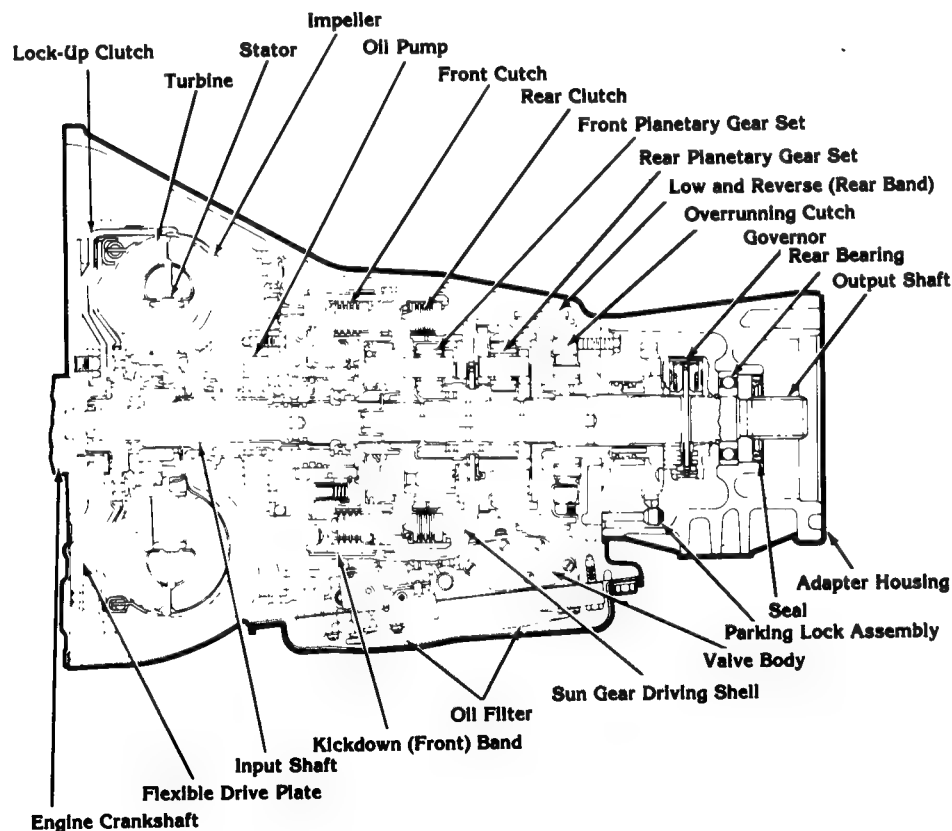 Impeller
Lock-Up Clutch
Stator
Oil Pump
Turbine
Front Cutch
Rear Clutch
Front Planetary Gear Set
Rear Planetary Gear Set
Low and Reverse (Rear Band)
Overrunning Cutch
Governor
Rear Bearing
Output Shaft
Adapter Housing
Seal
Parking Lock Assembly
Valve Body
Sun Gear Driving Shell
Oil Filter
Kickdown (Front) Band
Input Shaft
Flexible Drive Plate
Engine Crankshaft